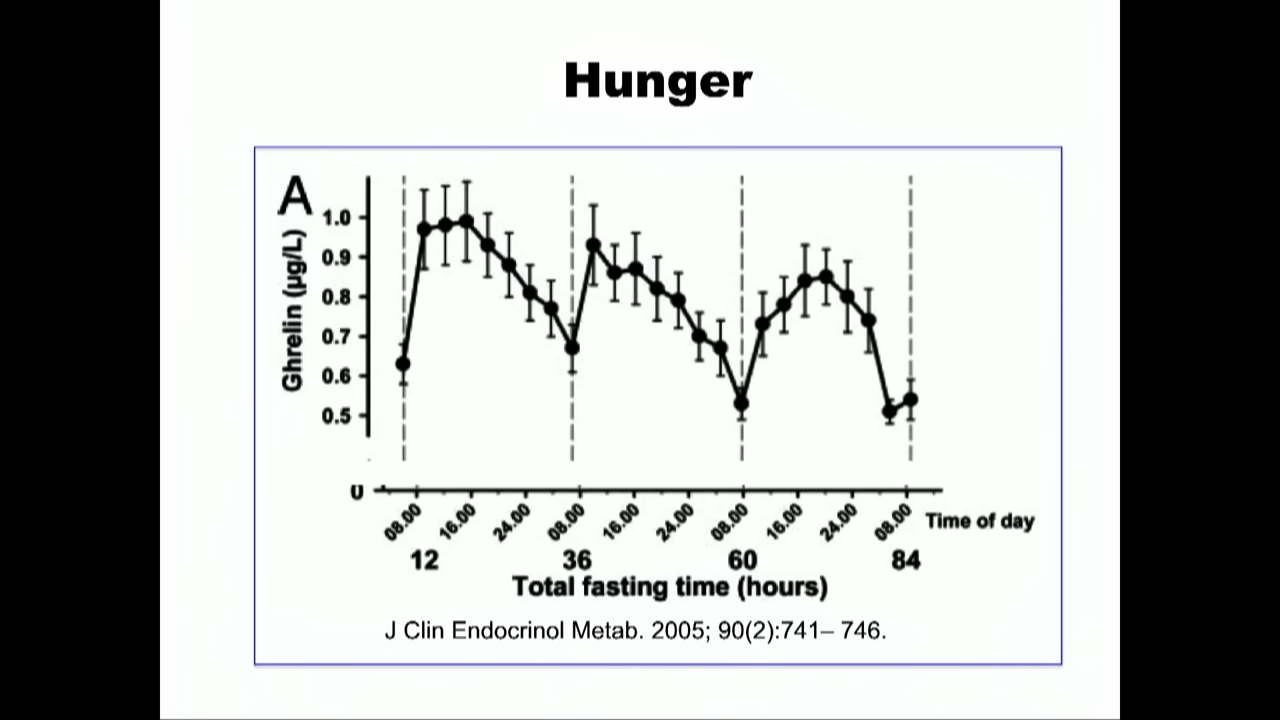 Hunger
A
Ghrelin (µg/L)
1.0
0.9
0.8
0.7
0.6
0.5
0
08.00 16.00 24.00 08.00 16.00 24.00 08.00 16.00 24.00 08.00 Time of day
12 36 60 84
Total fasting time (hours)
J Clin Endocrinol Metab. 2005; 90(2):741– 746.